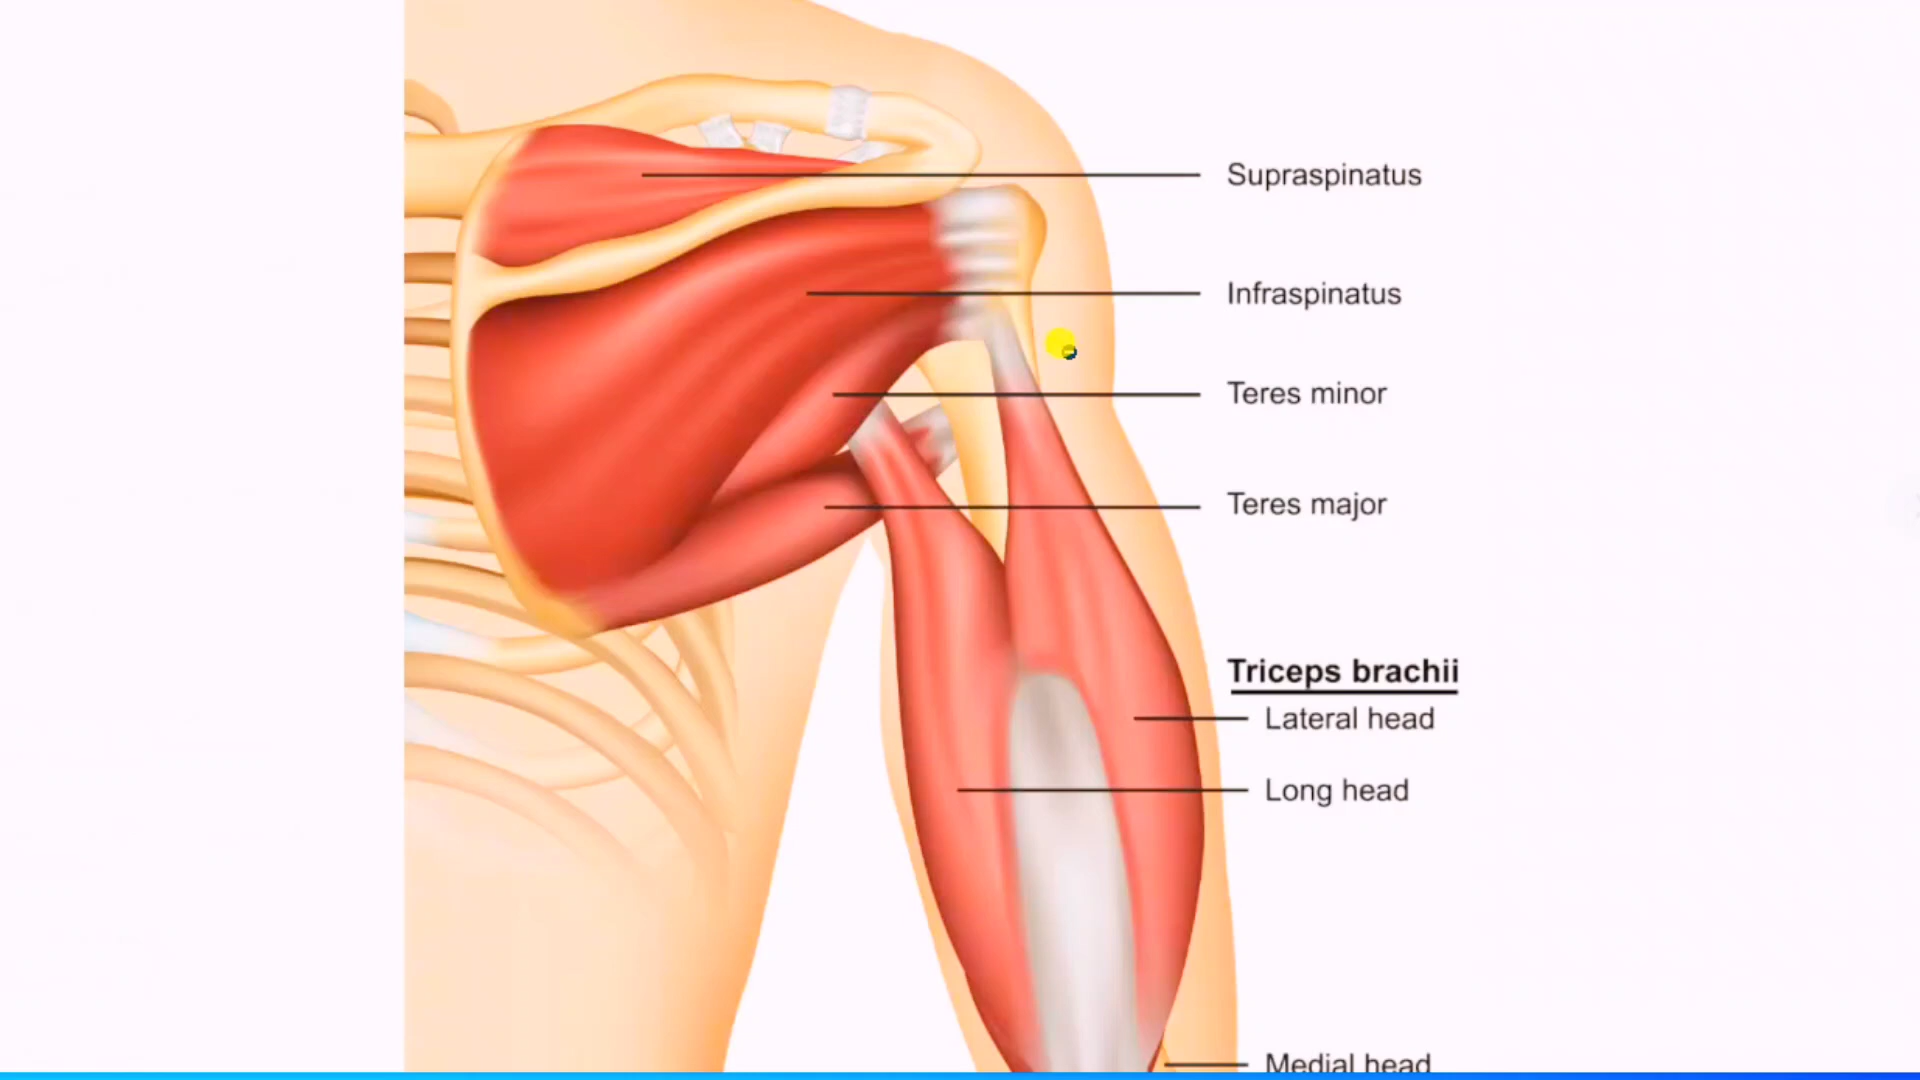 Supraspinatus
Infraspinatus
Teres minor
Teres major
Triceps brachii
Lateral head
Long head
Medial head